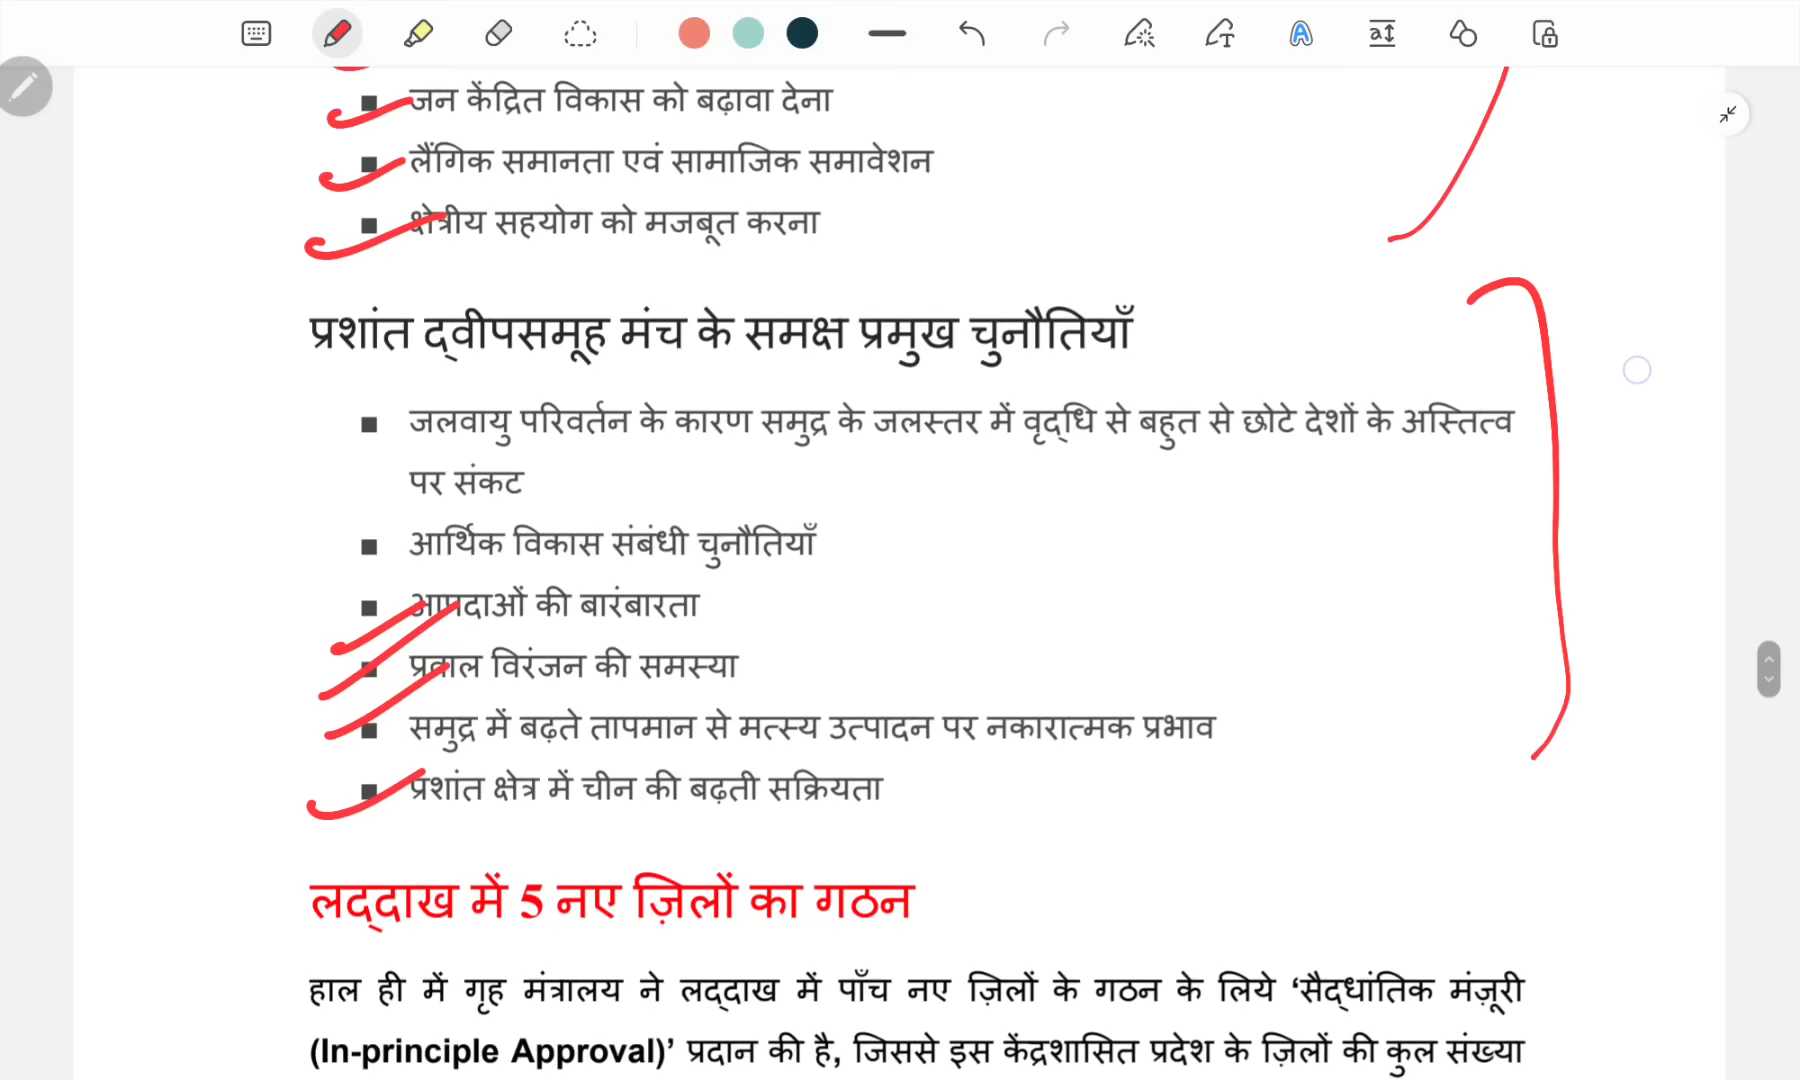 जन केंद्रित विकास को बढ़ावा देना
लैंगिक समानता एवं सामाजिक समावेशन
क्षेत्रीय सहयोग को मजबूत करना
प्रशांत द्वीपसमूह मंच के समक्ष प्रमुख चुनौतियाँ
जलवायु परिवर्तन के कारण समुद्र के जलस्तर में वृद्धि से बहुत से छोटे देशों के अस्तित्व
पर संकट
आर्थिक विकास संबंधी चुनौतियाँ
आपदाओं की बारंबारता
प्रवाल विरंजन की समस्या
समुद्र में बढ़ते तापमान से मत्स्य उत्पादन पर नकारात्मक प्रभाव
प्रशांत क्षेत्र में चीन की बढ़ती सक्रियता
लद्दाख में 5 नए ज़िलों का गठन
हाल ही में गृह मंत्रालय ने लद्दाख में पाँच नए ज़िलों के गठन के लिये ‘सैद्धांतिक मंज़ूरी
(In-principle Approval)’ प्रदान की है, जिससे इस केंद्रशासित प्रदेश के ज़िलों की कुल संख्या